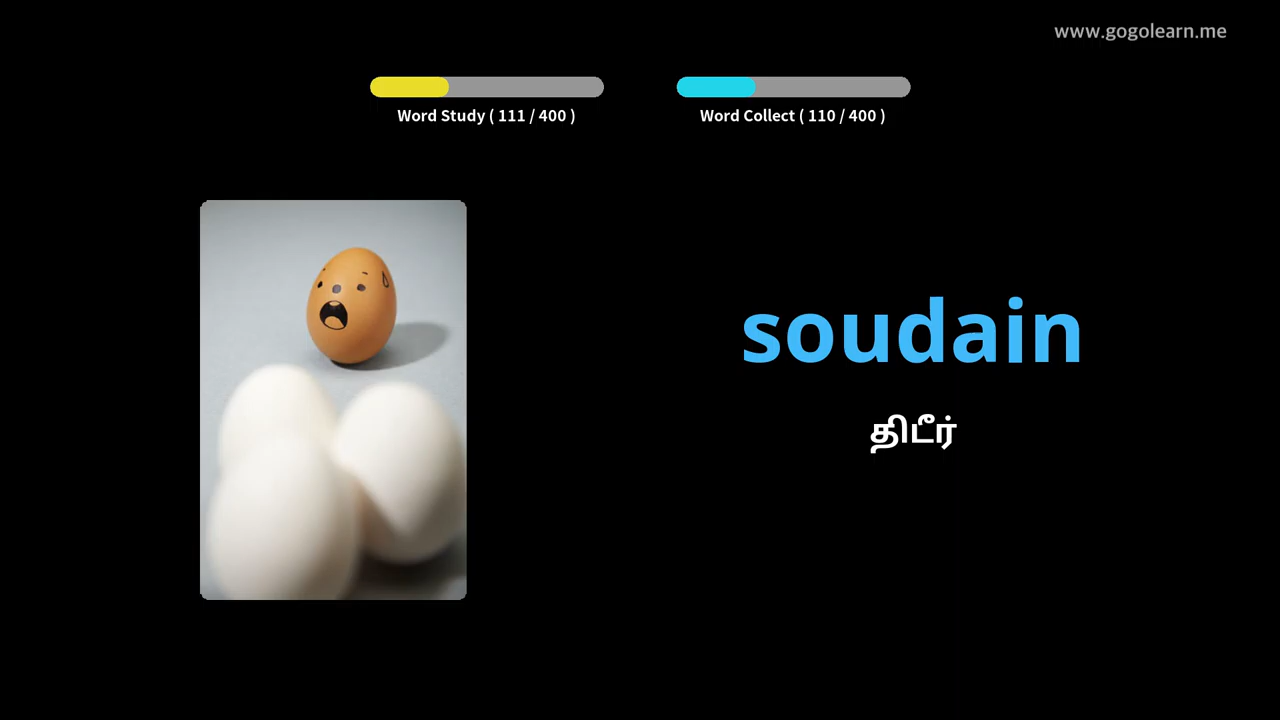 www.gogolearn.me
Word Study ( 111 / 400 )
Word Collect ( 110 / 400 )
soudain
திடீர்